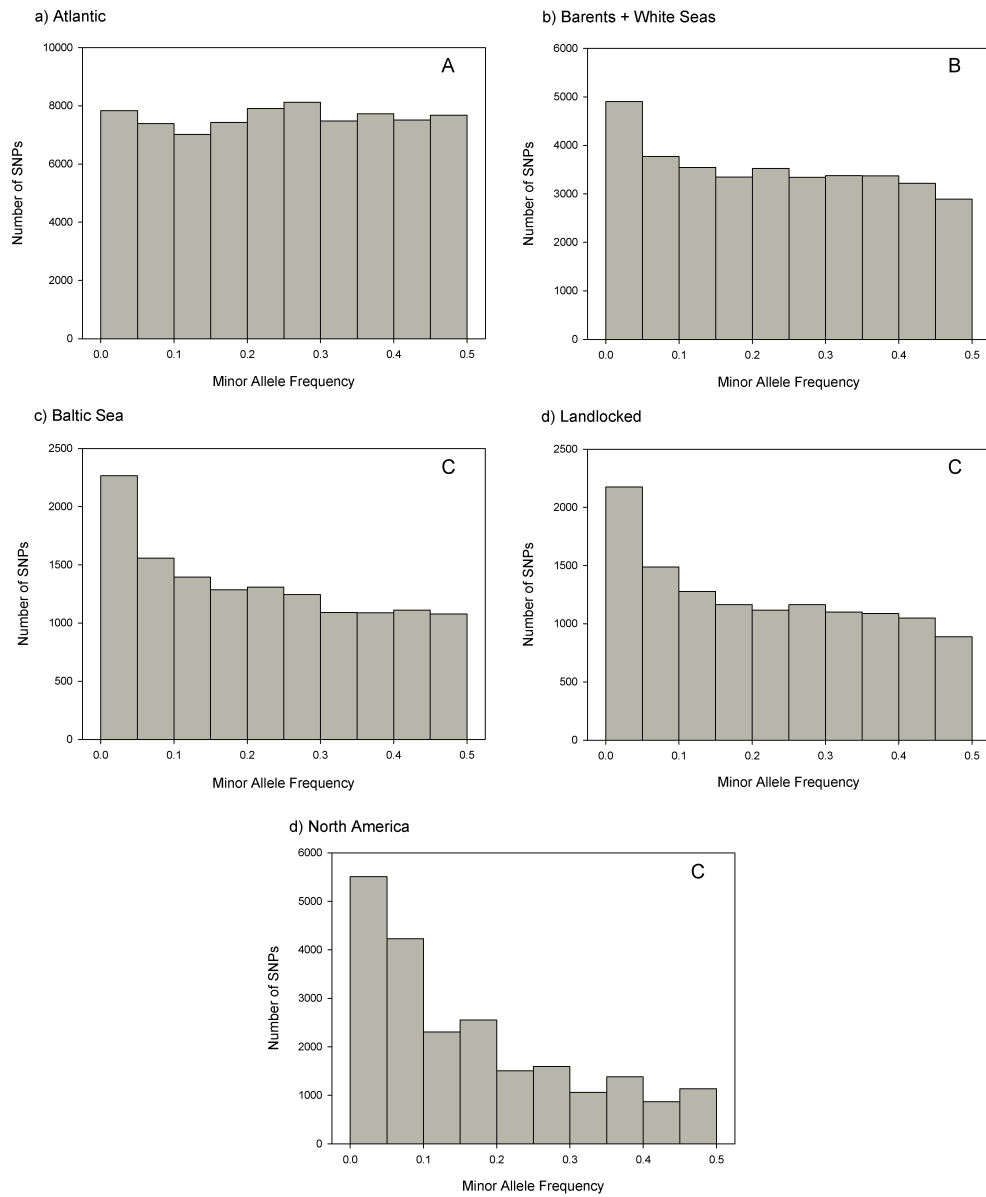 a) Atlantic
A
10000
8000
6000
4000
2000
0
Number of SNPs
0.0 0.1 0.2 0.3 0.4 0.5
Minor Allele Frequency
b) Barents + White Seas
B
6000
5000
4000
3000
2000
1000
0
Number of SNPs
0.0 0.1 0.2 0.3 0.4 0.5
Minor Allele Frequency
c) Baltic Sea
C
2500
2000
1500
1000
500
0
Number of SNPs
0.0 0.1 0.2 0.3 0.4 0.5
Minor Allele Frequency
d) Landlocked
C
2500
2000
1500
1000
500
0
Number of SNPs
0.0 0.1 0.2 0.3 0.4 0.5
Minor Allele Frequency
d) North America
C
6000
5000
4000
3000
2000
1000
0
Number of SNPs
0.0 0.1 0.2 0.3 0.4 0.5
Minor Allele Frequency